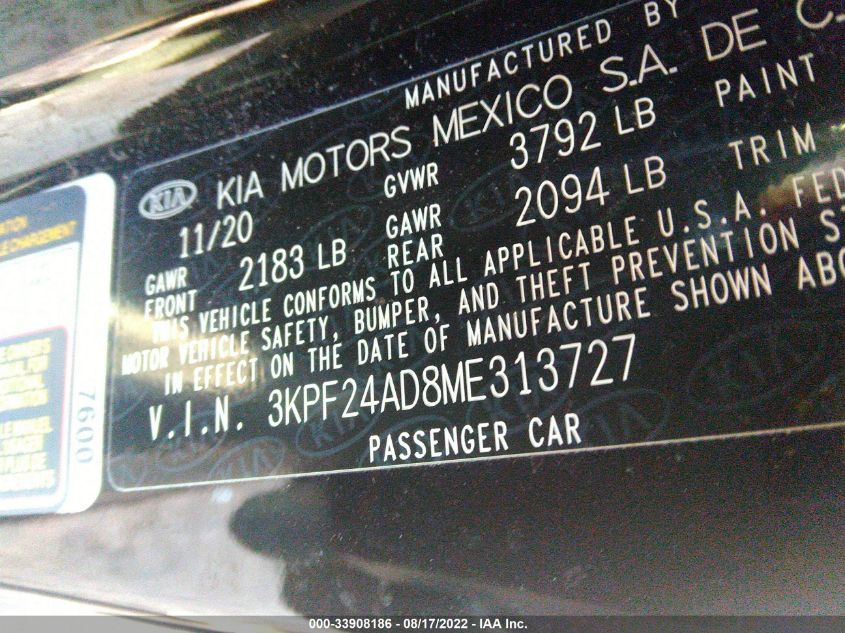 MANUFACTURED BY
KIA KIA MOTORS MEXICO S.A. DE C.
11/20 GVWR 3792 LB PAINT
GAWR FRONT 2183 LB GAWR REAR 2094 LB TRIM
THIS VEHICLE CONFORMS TO ALL APPLICABLE U.S.A. FED
MOTOR VEHICLE SAFETY, BUMPER, AND THEFT PREVENTION ST
IN EFFECT ON THE DATE OF MANUFACTURE SHOWN ABO
V.I.N. 3KPF24AD8ME313727
PASSENGER CAR
7600
000-33908186 - 08/17/2022 - IAA Inc.